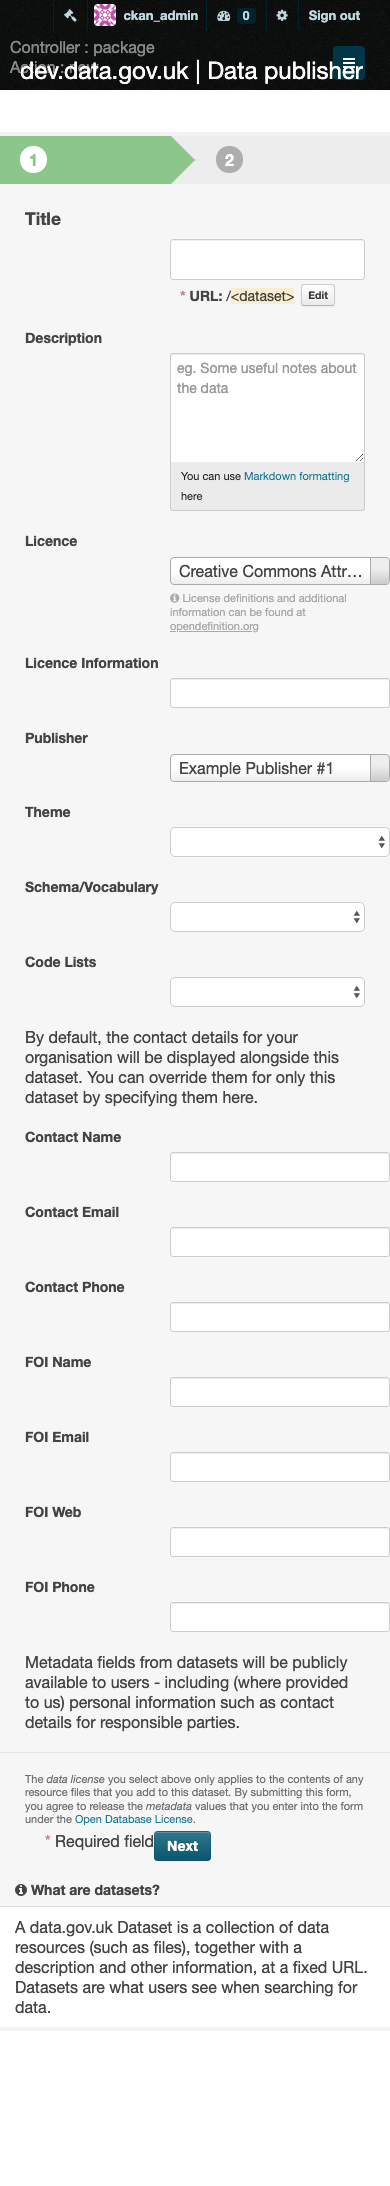 ckan_admin 0 Sign out
Controller : package
Action : new
dev.data.gov.uk | Data publisher
1 2
Title
* URL: /<dataset> Edit
Description
eg. Some useful notes about
the data
You can use Markdown formatting
here
Licence
Creative Commons Attr...
License definitions and additional
information can be found at
opendefinition.org
Licence Information
Publisher
Example Publisher #1
Theme
Schema/Vocabulary
Code Lists
By default, the contact details for your
organisation will be displayed alongside this
dataset. You can override them for only this
dataset by specifying them here.
Contact Name
Contact Email
Contact Phone
FOI Name
FOI Email
FOI Web
FOI Phone
Metadata fields from datasets will be publicly
available to users - including (where provided
to us) personal information such as contact
details for responsible parties.
The data license you select above only applies to the contents of any
resource files that you add to this dataset. By submitting this form,
you agree to release the metadata values that you enter into the form
under the Open Database License.
* Required field Next
What are datasets?
A data.gov.uk Dataset is a collection of data
resources (such as files), together with a
description and other information, at a fixed URL.
Datasets are what users see when searching for
data.